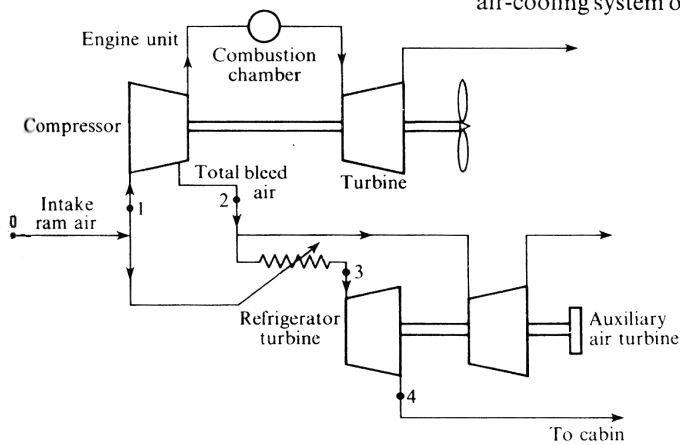 air-cooling system o
Engine unit
Combustion
chamber
Compressor
Total bleed
air
Turbine
Intake
ram air
0
1
2
3
Refrigerator
turbine
Auxiliary
air turbine
4
To cabin